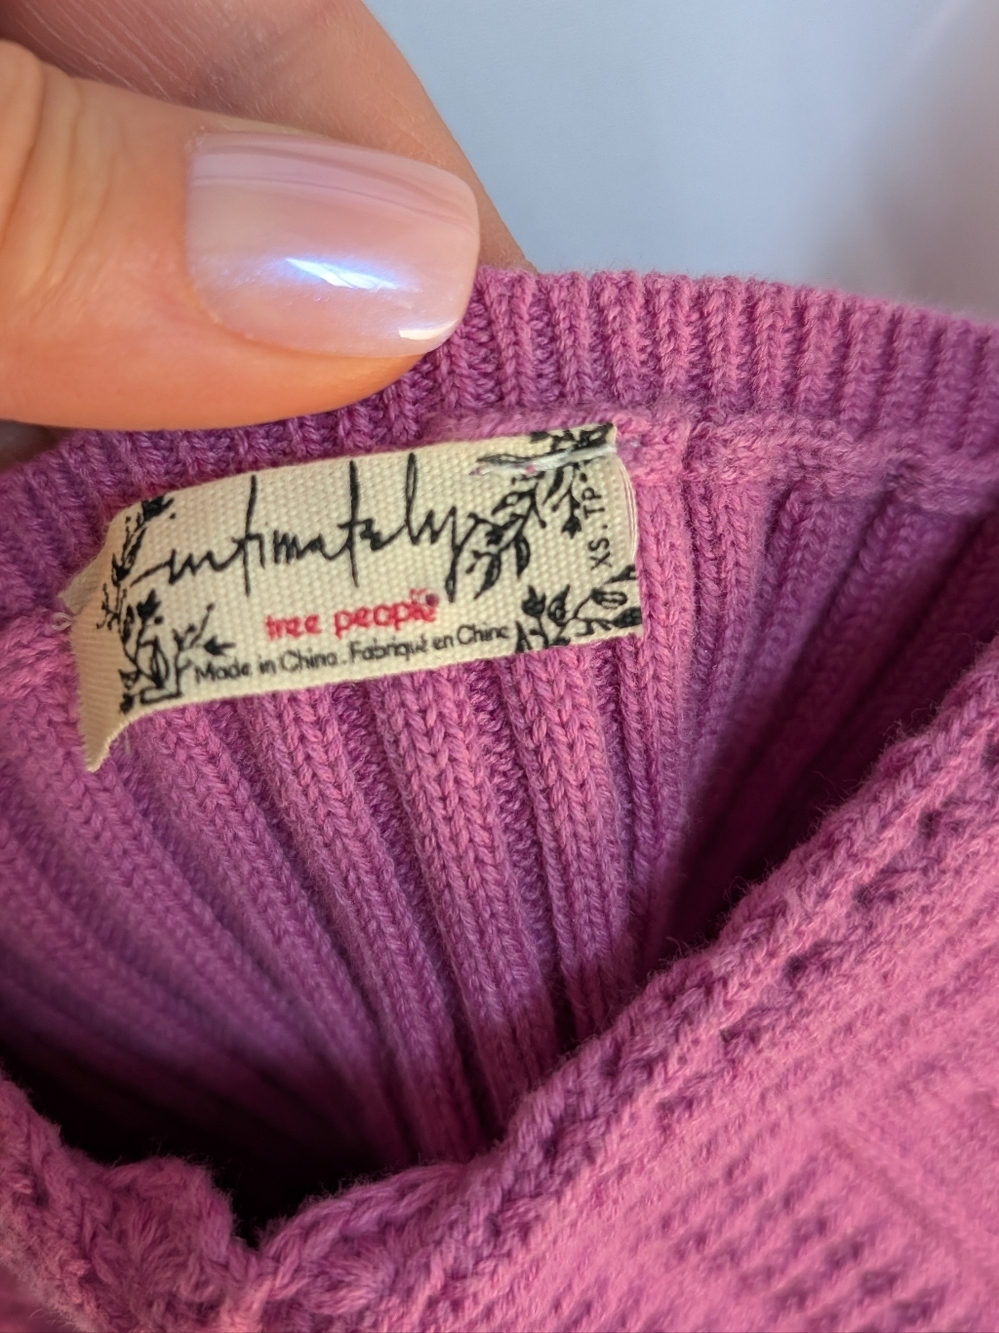 intimately
free people
Made in China. Fabriqué en Chine
XS. TP